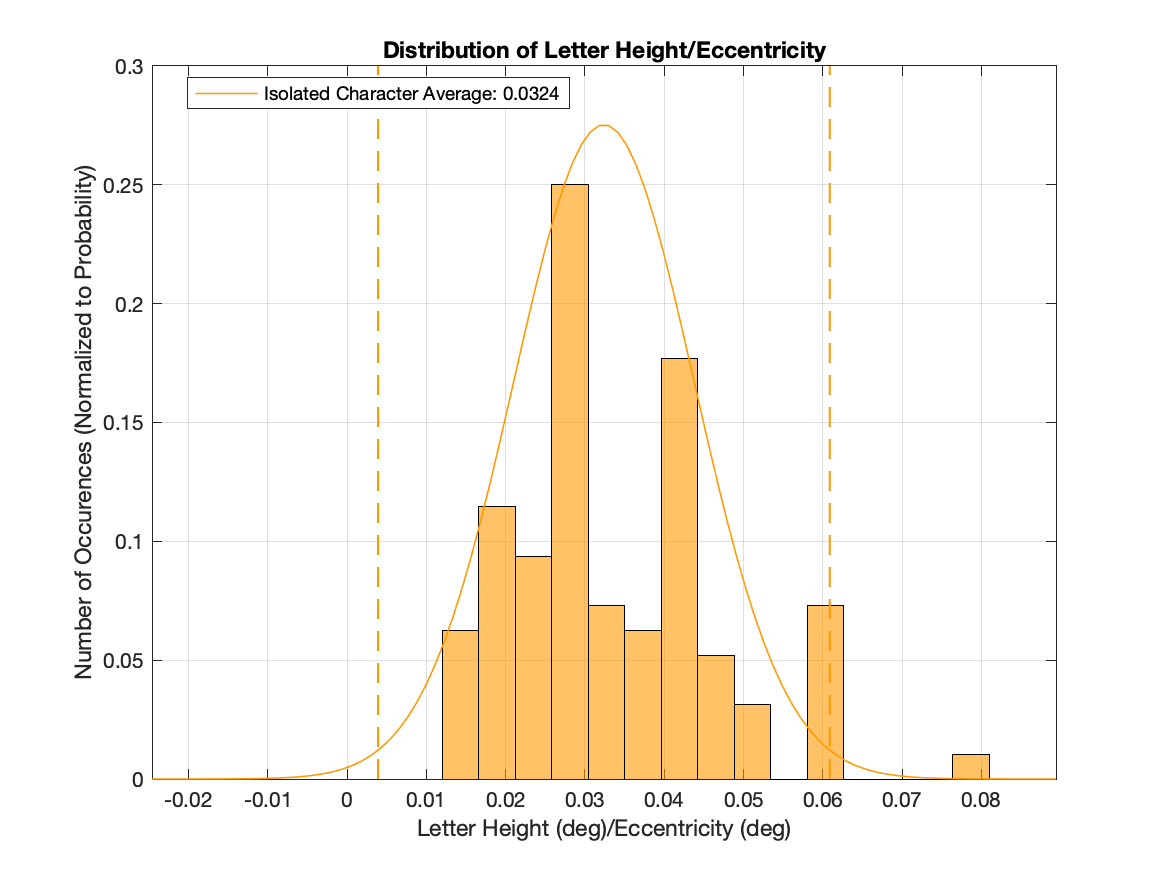 Distribution of Letter Height/Eccentricity
Isolated Character Average: 0.0324
Number of Occurences (Normalized to Probability)
0.3
0.25
0.2
0.15
0.1
0.05
0
-0.02 -0.01 0 0.01 0.02 0.03 0.04 0.05 0.06 0.07 0.08
Letter Height (deg)/Eccentricity (deg)